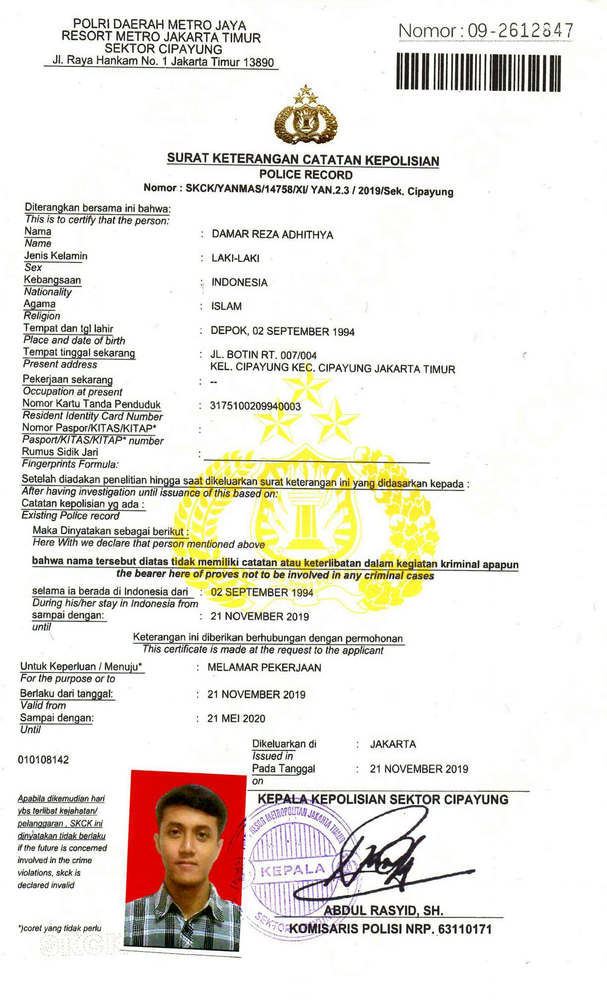 POLRI DAERAH METRO JAYA
RESORT METRO JAKARTA TIMUR
SEKTOR CIPAYUNG
Jl. Raya Hankam No. 1 Jakarta Timur 13890
Nomor : 09-2612847
SURAT KETERANGAN CATATAN KEPOLISIAN
POLICE RECORD
Nomor : SKCK/YANMAS/14758/XI/ YAN.2.3 / 2019/Sek. Cipayung
Diterangkan bersama ini bahwa:
This is to certify that the person:
Nama : DAMAR REZA ADHITHYA
Name
Jenis Kelamin : LAKI-LAKI
Sex
Kebangsaan : INDONESIA
Nationality
Agama : ISLAM
Religion
Tempat dan tgl lahir : DEPOK, 02 SEPTEMBER 1994
Place and date of birth
Tempat tinggal sekarang : JL. BOTIN RT. 007/004
Present address KEL. CIPAYUNG KEC. CIPAYUNG JAKARTA TIMUR
Pekerjaan sekarang : --
Occupation at present
Nomor Kartu Tanda Penduduk : 3175100209940003
Resident Identity Card Number
Nomor Paspor/KITAS/KITAP* :
Pasport/KITAS/KITAP* number
Rumus Sidik Jari :
Fingerprints Formula:
Setelah diadakan penelitian hingga saat dikeluarkan surat keterangan ini yang didasarkan kepada :
After having investigation until issuance of this based on:
Catatan kepolisian yg ada :
Existing Police record
Maka Dinyatakan sebagai berikut :
Here With we declare that person mentioned above
bahwa nama tersebut diatas tidak memiliki catatan atau keterlibatan dalam kegiatan kriminal apapun
the bearer here of proves not to be involved in any criminal cases
selama ia berada di Indonesia dari : 02 SEPTEMBER 1994
During his/her stay in Indonesia from
sampai dengan: : 21 NOVEMBER 2019
until
Keterangan ini diberikan berhubungan dengan permohonan
This certificate is made at the request to the applicant
Untuk Keperluan / Menuju* : MELAMAR PEKERJAAN
For the purpose or to
Berlaku dari tanggal: : 21 NOVEMBER 2019
Valid from
Sampai dengan: : 21 MEI 2020
Until
Dikeluarkan di : JAKARTA
Issued in
Pada Tanggal : 21 NOVEMBER 2019
on
010108142
KEPALA KEPOLISIAN SEKTOR CIPAYUNG
Apabila dikemudian hari
ybs terlibat kejahatan/
pelanggaran , SKCK ini
dinyatakan tidak berlaku
if the future is concerned
involved in the crime
violations, skck is
declared invalid
RESOR METROPOLITAN JAKARTA TIMUR
KEPALA
SEKTOR CIPAYUNG
ABDUL RASYID, SH.
KOMISARIS POLISI NRP. 63110171
*)coret yang tidak perlu
SKCK